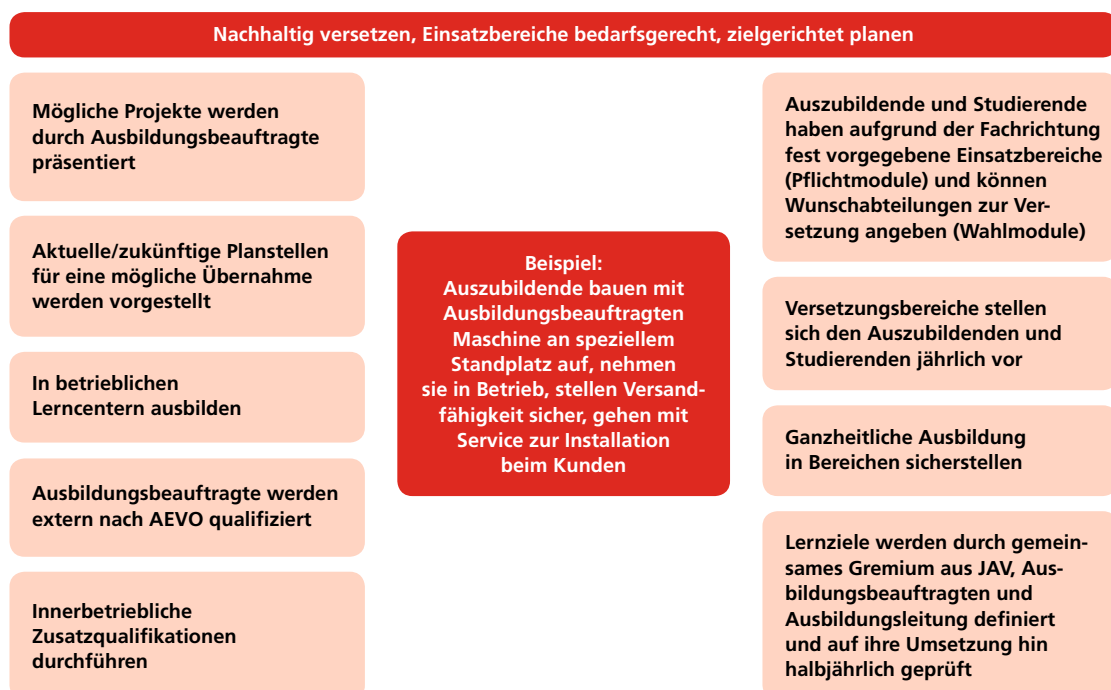 Nachhaltig versetzen, Einsatzbereiche bedarfsgerecht, zielgerichtet planen
Mögliche Projekte werden
durch Ausbildungsbeauftragte
präsentiert
Aktuelle/zukünftige Planstellen
für eine mögliche Übernahme
werden vorgestellt
In betrieblichen
Lerncentern ausbilden
Ausbildungsbeauftragte werden
extern nach AEVO qualifiziert
Innerbetriebliche
Zusatzqualifikationen
durchführen
Beispiel:
Auszubildende bauen mit
Ausbildungsbeauftragten
Maschine an speziellem
Standplatz auf, nehmen
sie in Betrieb, stellen Versand-
fähigkeit sicher, gehen mit
Service zur Installation
beim Kunden
Auszubildende und Studierende
haben aufgrund der Fachrichtung
fest vorgegebene Einsatzbereiche
(Pflichtmodule) und können
Wunschabteilungen zur Ver-
setzung angeben (Wahlmodule)
Versetzungsbereiche stellen
sich den Auszubildenden und
Studierenden jährlich vor
Ganzheitliche Ausbildung
in Bereichen sicherstellen
Lernziele werden durch gemein-
sames Gremium aus JAV, Aus-
bildungsbeauftragten und
Ausbildungsleitung definiert
und auf ihre Umsetzung hin
halbjährlich geprüft